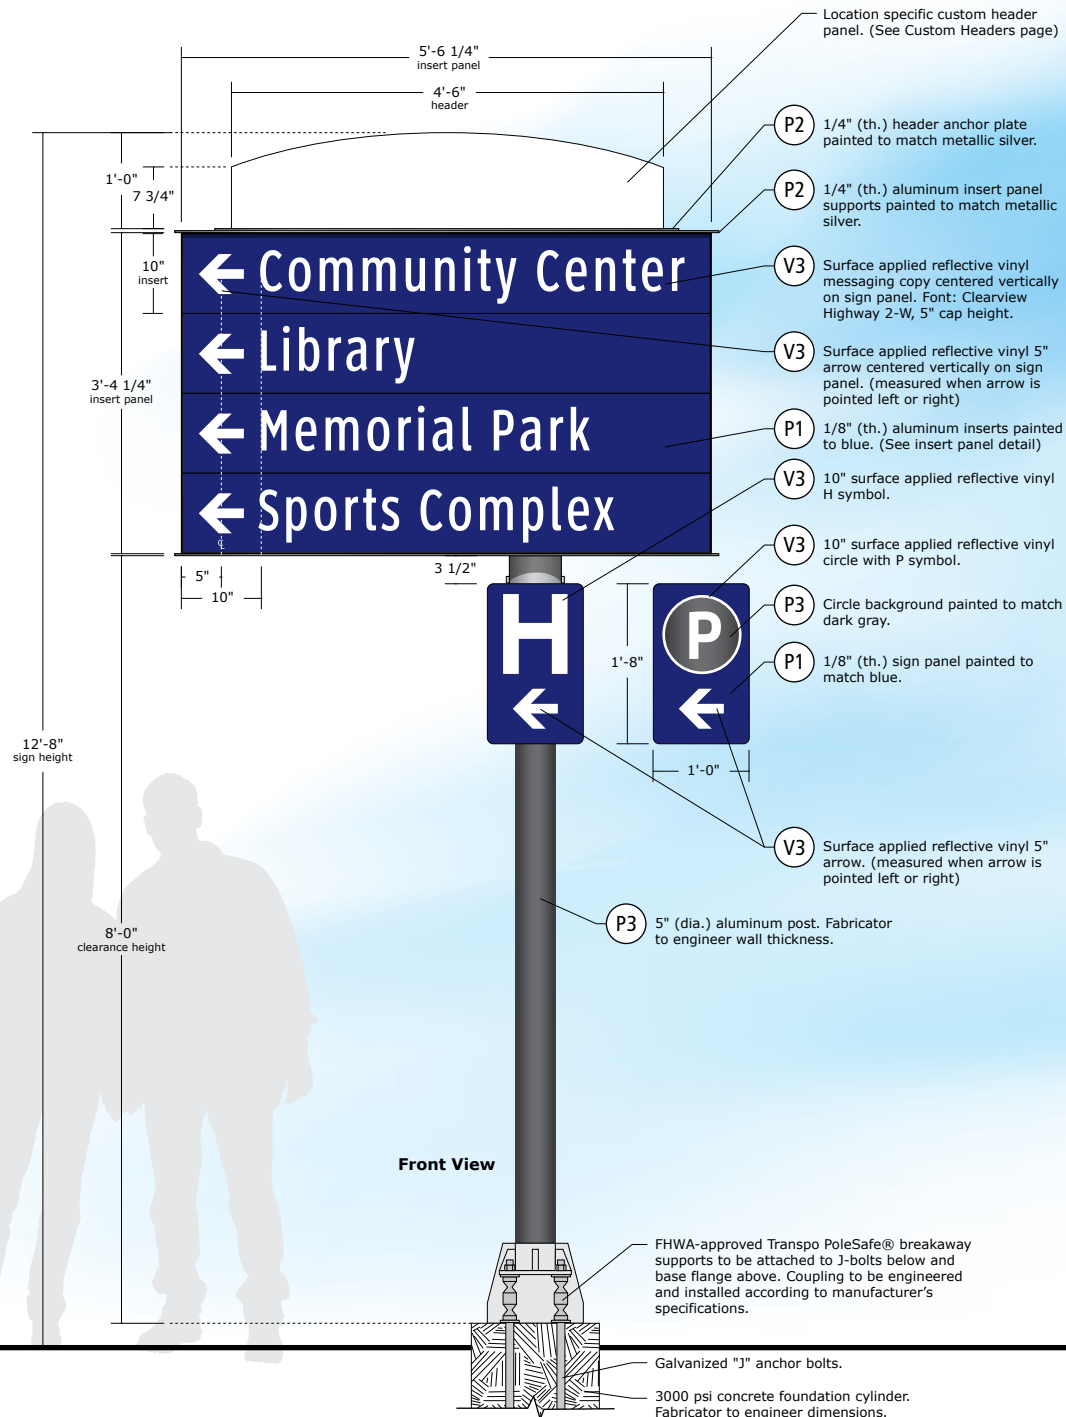 Location specific custom header
panel. (See Custom Headers page)
5'-6 1/4"
insert panel
4'-6"
header
P2
1/4" (th.) header anchor plate
painted to match metallic silver.
1'-0"
7 3/4"
P2
1/4" (th.) aluminum insert panel
supports painted to match metallic
silver.
10"
insert
Community Center
V3
Surface applied reflective vinyl
messaging copy centered vertically
on sign panel. Font: Clearview
Highway 2-W, 5" cap height.
Library
V3
Surface applied reflective vinyl 5"
arrow centered vertically on sign
panel. (measured when arrow is
pointed left or right)
3'-4 1/4"
insert panel
Memorial Park
P1
1/8" (th.) aluminum inserts painted
to blue. (See insert panel detail)
V3
10" surface applied reflective vinyl
H symbol.
Sports Complex
CL
V3
10" surface applied reflective vinyl
circle with P symbol.
5"
10"
3 1/2"
P3
Circle background painted to match
dark gray.
H
P
1'-8"
P1
1/8" (th.) sign panel painted to
match blue.
12'-8"
sign height
1'-0"
V3
Surface applied reflective vinyl 5"
arrow. (measured when arrow is
pointed left or right)
8'-0"
clearance height
P3
5" (dia.) aluminum post. Fabricator
to engineer wall thickness.
Front View
FHWA-approved Transpo PoleSafe® breakaway
supports to be attached to J-bolts below and
base flange above. Coupling to be engineered
and installed according to manufacturer's
specifications.
Galvanized "J" anchor bolts.
3000 psi concrete foundation cylinder.
Fabricator to engineer dimensions.